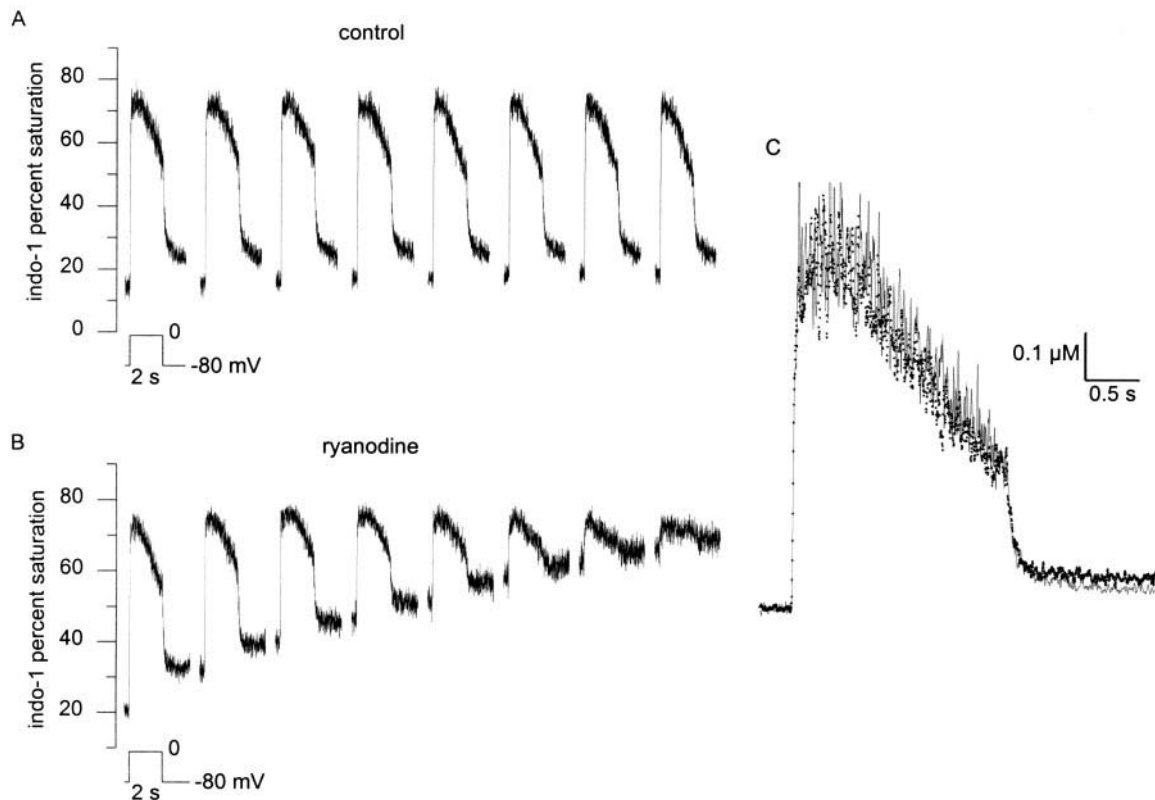 A
control
indo-1 percent saturation
80
60
40
20
0
0
-80 mV
2 s
B
ryanodine
indo-1 percent saturation
80
60
40
20
0
-80 mV
2 s
C
0.1 µM
0.5 s